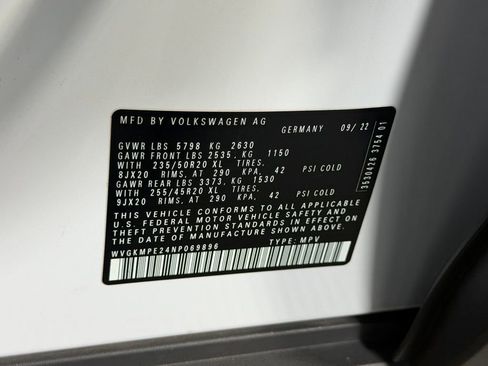 MFD BY VOLKSWAGEN AG
GERMANY 09/22
GVWR LBS 5798 KG 2630
GAWR FRONT LBS 2535, KG 1150
WITH 235/50R20 XL TIRES,
8JX20 RIMS, AT 290 KPA, 42 PSI COLD
GAWR REAR LBS 3373, KG 1530
WITH 255/45R20 XL TIRES,
9JX20 RIMS, AT 290 KPA, 42 PSI COLD
THIS VEHICLE CONFORMS TO ALL APPLICABLE
U.S. FEDERAL MOTOR VEHICLE SAFETY AND
THEFT PREVENTION STANDARDS IN EFFECT ON
THE DATE OF MANUFACTURE SHOWN ABOVE.
WVGKMPE24NP069896 TYPE: MPV
3530426 3754 01